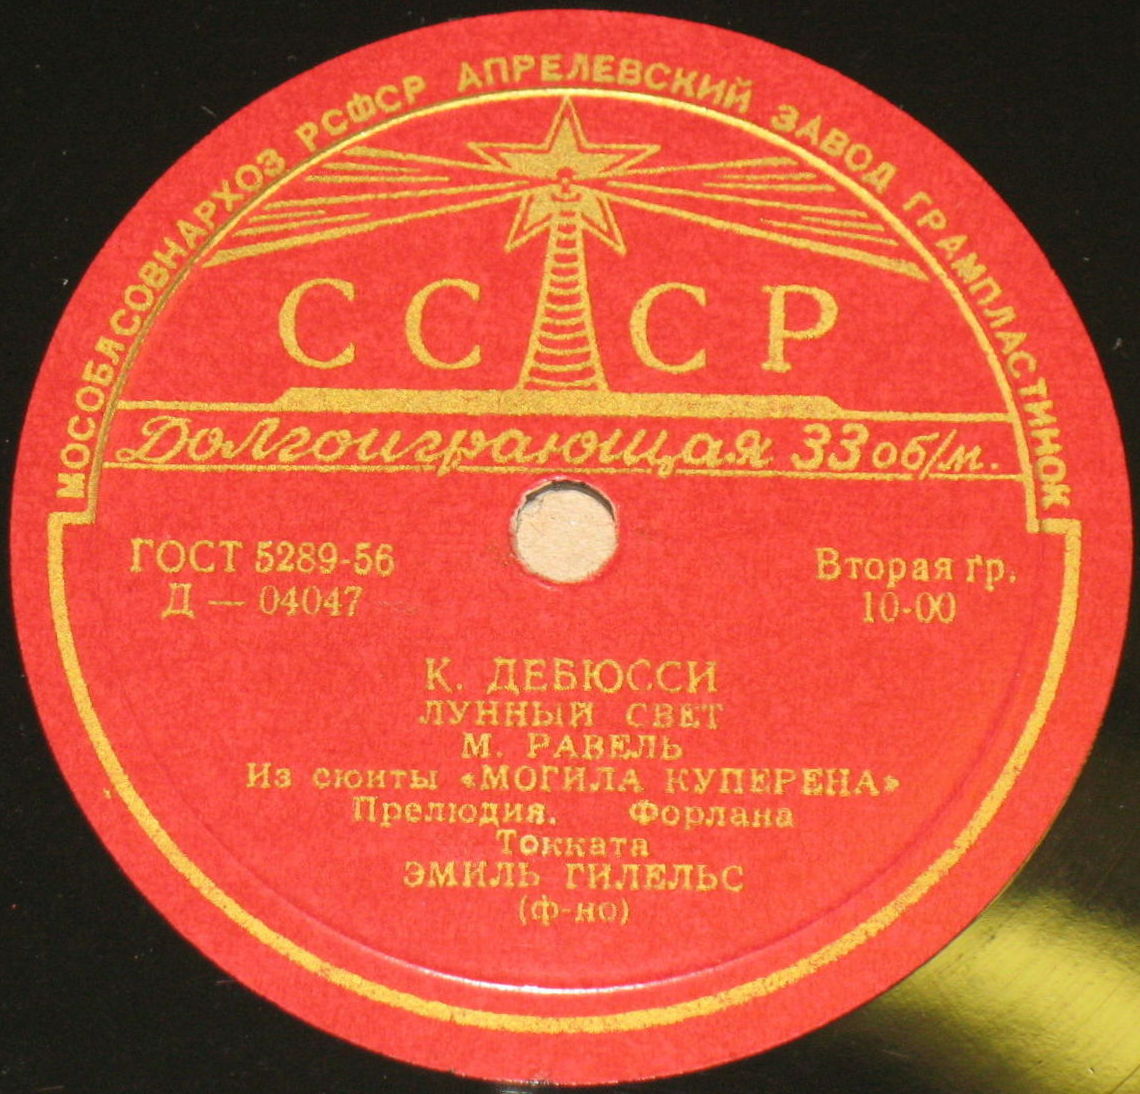 МОСОБЛСОВНАРХОЗ РСФСР АПРЕЛЕВСКИЙ ЗАВОД ГРАМПЛАСТИНОК
СССР
Долгоиграющая 33 об/м.
ГОСТ 5289-56
Д — 04047
Вторая гр.
10-00
К. ДЕБЮССИ
ЛУННЫЙ СВЕТ
М. РАВЕЛЬ
Из сюиты «МОГИЛА КУПЕРЕНА»
Прелюдия. Форлана
Токката
ЭМИЛЬ ГИЛЕЛЬС
(ф-но)